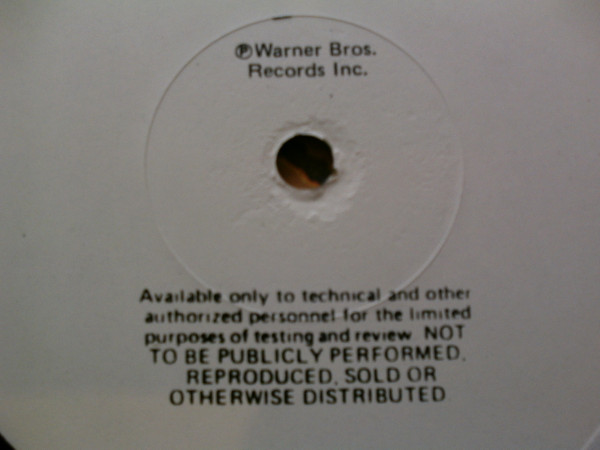 ℗Warner Bros.
Records Inc.
Available only to technical and other
authorized personnel for the limited
purposes of testing and review NOT
TO BE PUBLICLY PERFORMED,
REPRODUCED, SOLD OR
OTHERWISE DISTRIBUTED